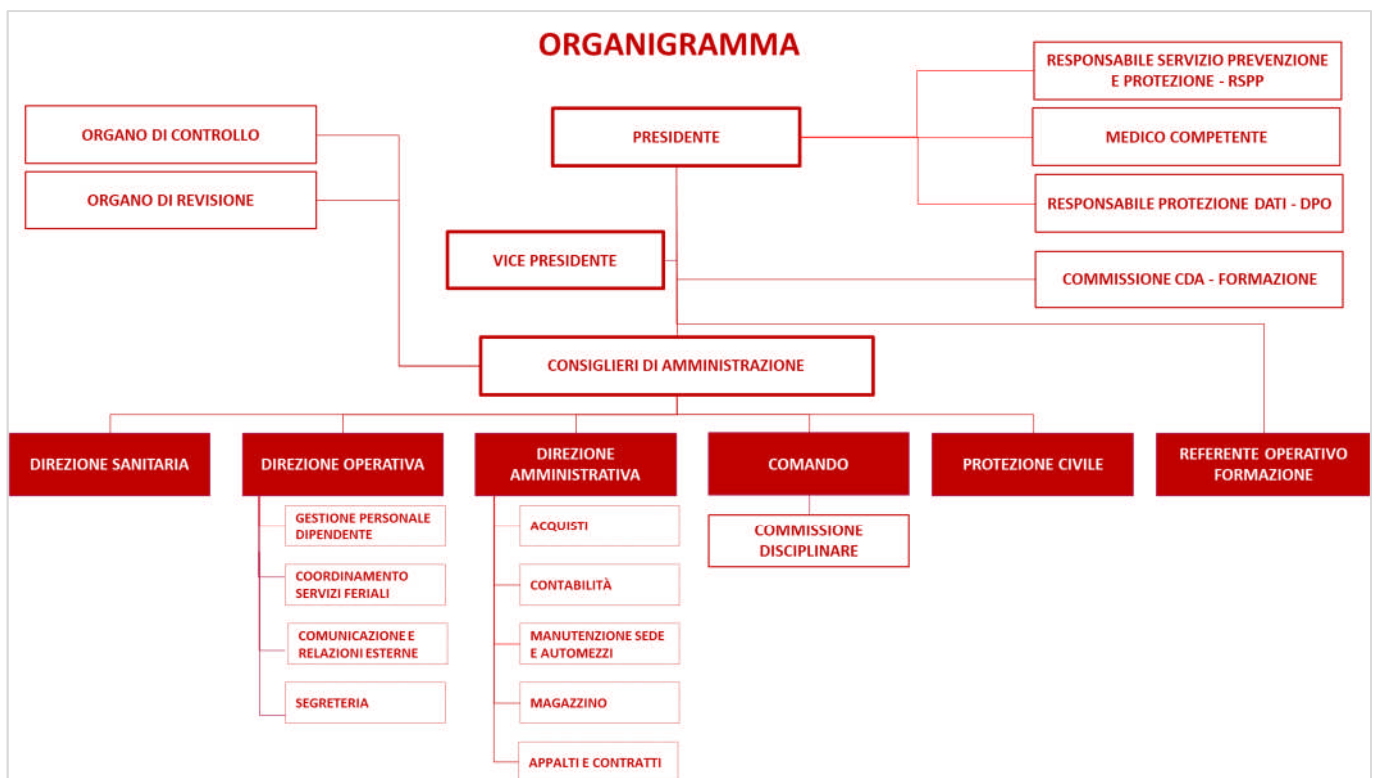 ORGANIGRAMMA
RESPONSABILE SERVIZIO PREVENZIONE
E PROTEZIONE - RSPP
ORGANO DI CONTROLLO
PRESIDENTE
MEDICO COMPETENTE
ORGANO DI REVISIONE
RESPONSABILE PROTEZIONE DATI - DPO
VICE PRESIDENTE
COMMISSIONE CDA - FORMAZIONE
CONSIGLIERI DI AMMINISTRAZIONE
DIREZIONE SANITARIA
DIREZIONE OPERATIVA
DIREZIONE
AMMINISTRATIVA
COMANDO
PROTEZIONE CIVILE
REFERENTE OPERATIVO
FORMAZIONE
GESTIONE PERSONALE
DIPENDENTE
COORDINAMENTO
SERVIZI FERIALI
COMUNICAZIONE E
RELAZIONI ESTERNE
SEGRETERIA
ACQUISTI
CONTABILITÀ
MANUTENZIONE SEDE
E AUTOMEZZI
MAGAZZINO
APPALTI E CONTRATTI
COMMISSIONE
DISCIPLINARE